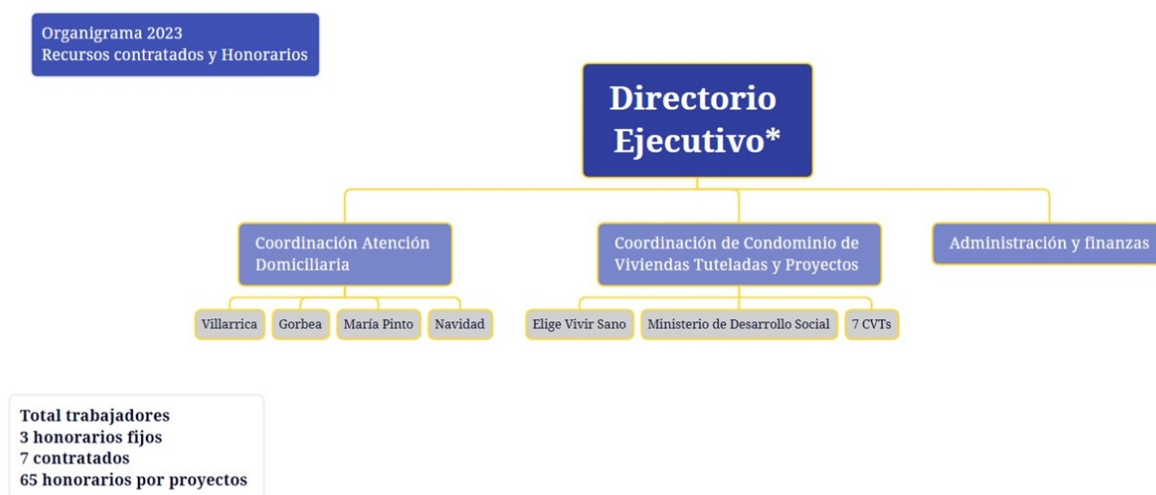 Organigrama 2023
Recursos contratados y Honorarios
Directorio
Ejecutivo*
Coordinación Atención
Domiciliaria
Coordinación de Condominio de
Viviendas Tuteladas y Proyectos
Administración y finanzas
Villarrica
Gorbea
María Pinto
Navidad
Elige Vivir Sano
Ministerio de Desarrollo Social
7 CVTs
Total trabajadores
3 honorarios fijos
7 contratados
65 honorarios por proyectos